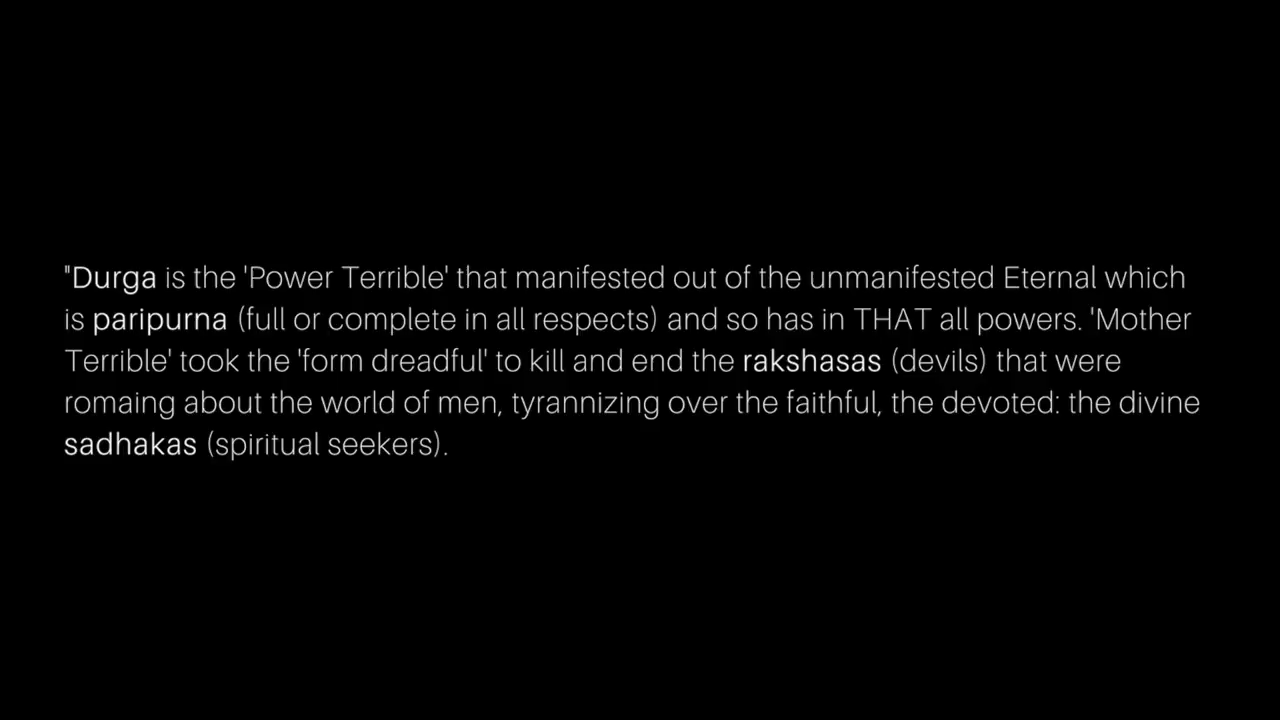 "Durga is the 'Power Terrible' that manifested out of the unmanifested Eternal which
is paripurna (full or complete in all respects) and so has in THAT all powers. 'Mother
Terrible' took the 'form dreadful' to kill and end the rakshasas (devils) that were
romaing about the world of men, tyrannizing over the faithful, the devoted: the divine
sadhakas (spiritual seekers).